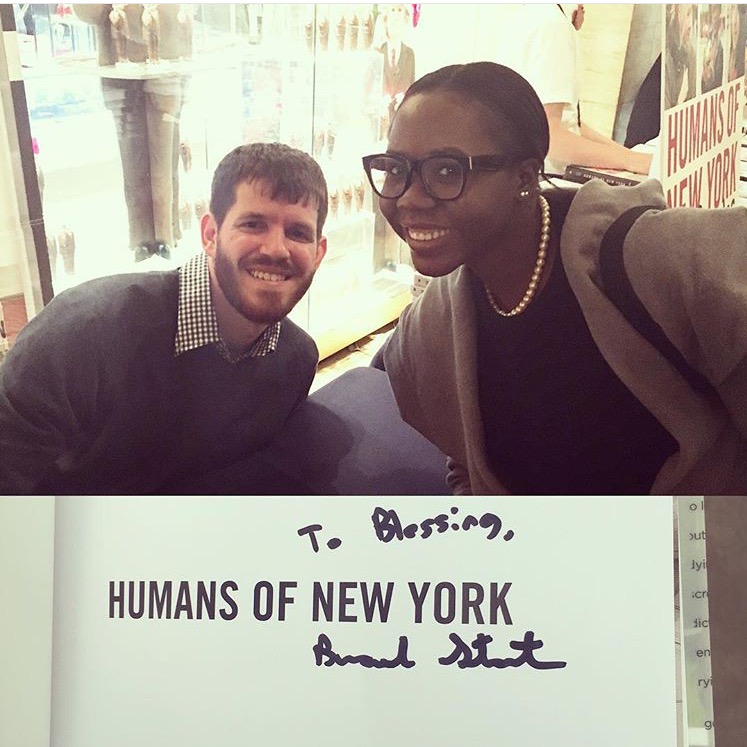 HUMANS OF
NEW YORK
To Blessing,
HUMANS OF NEW YORK